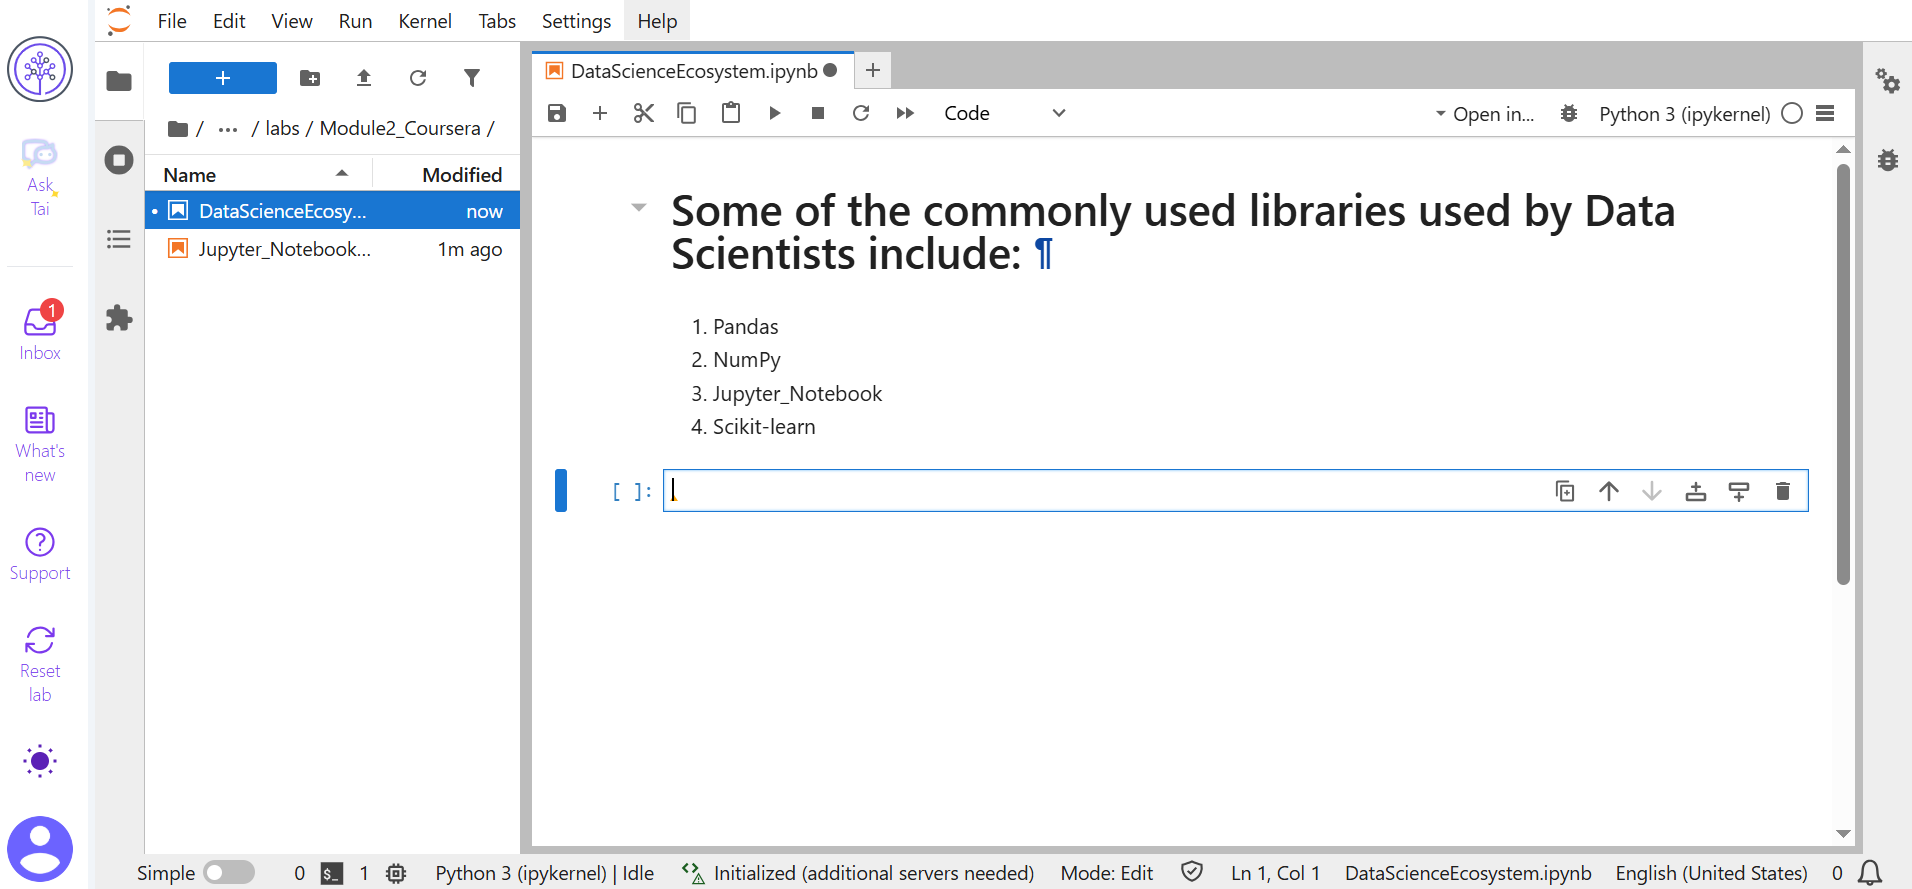 File Edit View Run Kernel Tabs Settings Help
Ask
Tai
1
Inbox
What's
new
Support
Reset
lab
+
/ ··· / labs / Module2_Coursera /
Name Modified
• DataScienceEcosy... now
Jupyter_Notebook... 1m ago
DataScienceEcosystem.ipynb +
Code Open in... Python 3 (ipykernel)
Some of the commonly used libraries used by Data
Scientists include: ¶
1. Pandas
2. NumPy
3. Jupyter_Notebook
4. Scikit-learn
[ ]:
Simple 0 $_ 1 Python 3 (ipykernel) | Idle Initialized (additional servers needed) Mode: Edit Ln 1, Col 1 DataScienceEcosystem.ipynb English (United States) 0